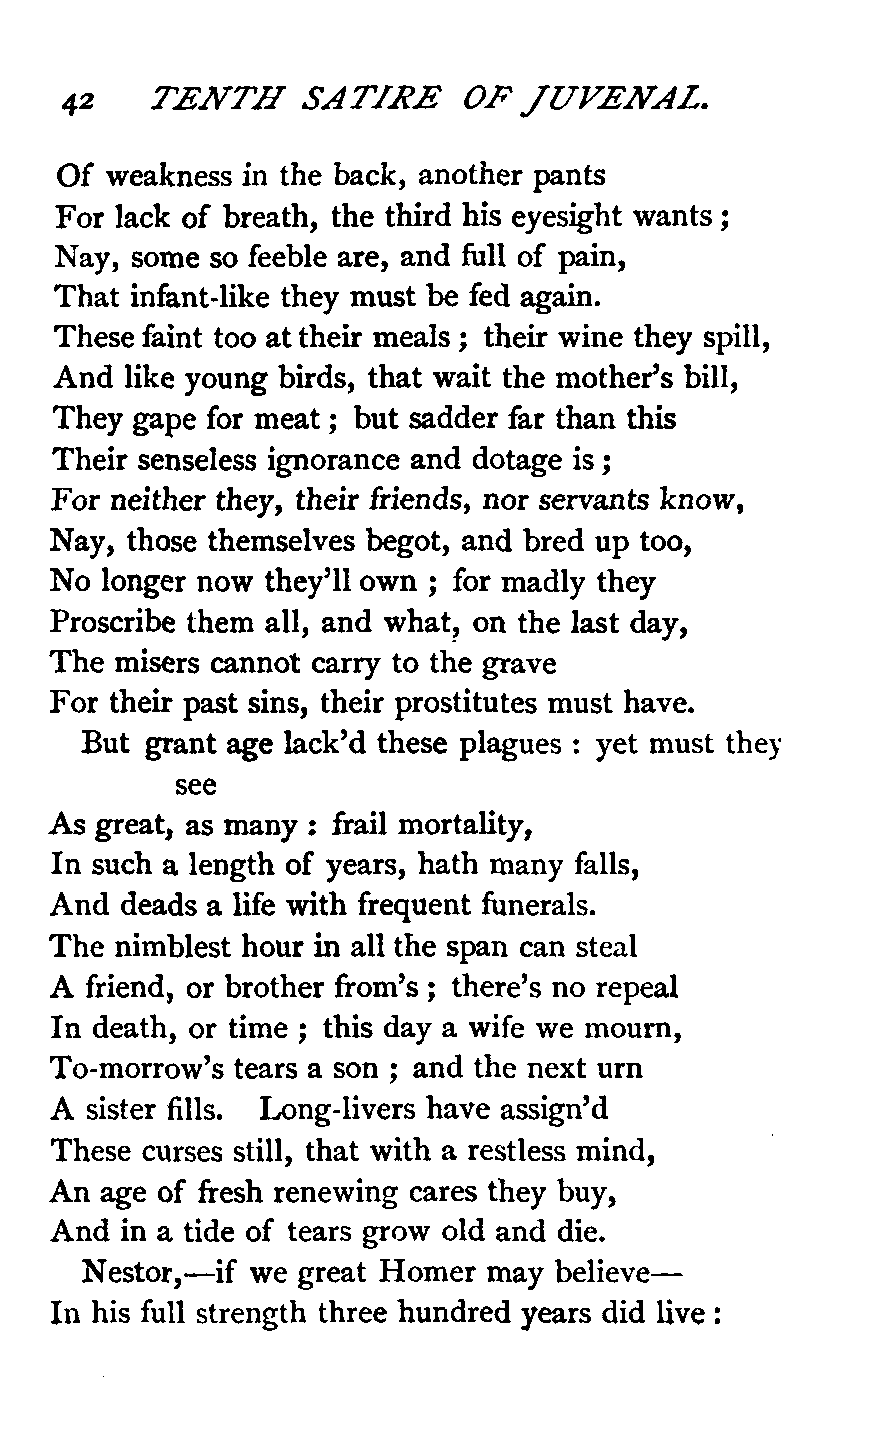 42 TENTH SATIRE OF JUVENAL.
Of weakness in the back, another pants
For lack of breath, the third his eyesight wants ;
Nay, some so feeble are, and full of pain,
That infant-like they must be fed again.
These faint too at their meals ; their wine they spill,
And like young birds, that wait the mother's bill,
They gape for meat ; but sadder far than this
Their senseless ignorance and dotage is ;
For neither they, their friends, nor servants know,
Nay, those themselves begot, and bred up too,
No longer now they'll own ; for madly they
Proscribe them all, and what, on the last day,
The misers cannot carry to the grave
For their past sins, their prostitutes must have.
But grant age lack'd these plagues : yet must they
see
As great, as many : frail mortality,
In such a length of years, hath many falls,
And deads a life with frequent funerals.
The nimblest hour in all the span can steal
A friend, or brother from's ; there's no repeal
In death, or time ; this day a wife we mourn,
To-morrow's tears a son ; and the next urn
A sister fills. Long-livers have assign'd
These curses still, that with a restless mind,
An age of fresh renewing cares they buy,
And in a tide of tears grow old and die.
Nestor,—if we great Homer may believe—
In his full strength three hundred years did live :